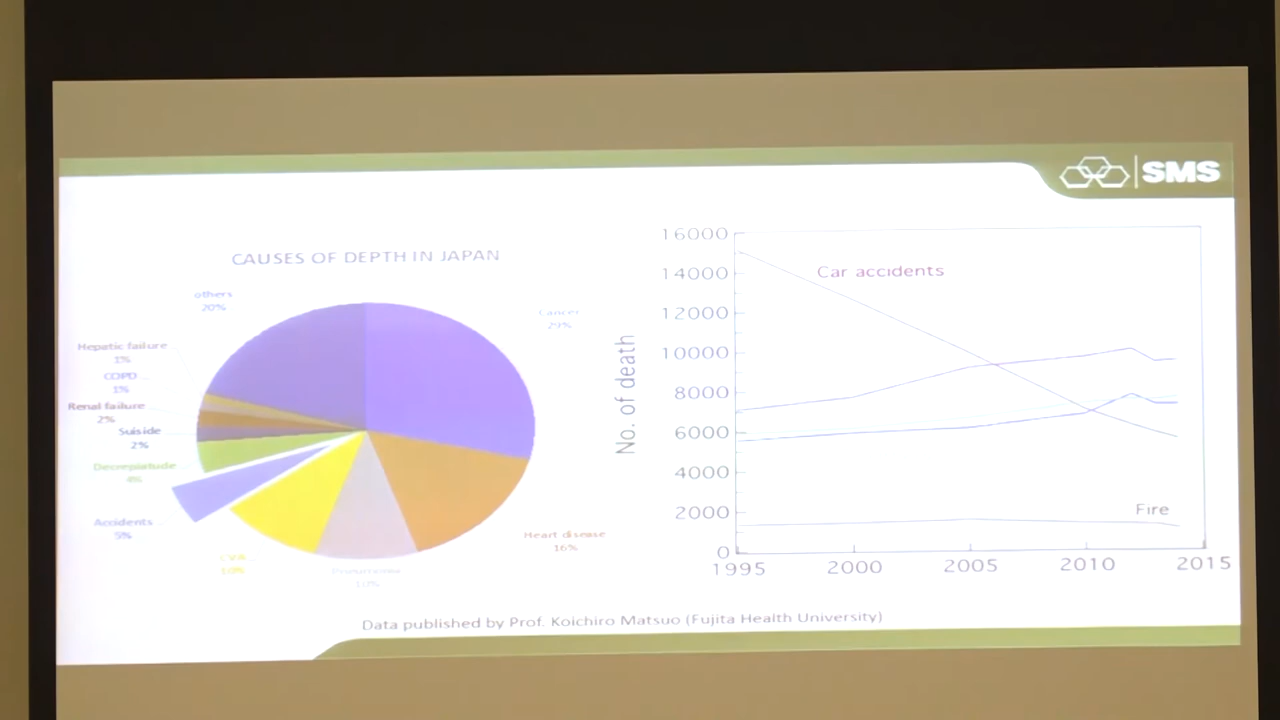 SMS
CAUSES OF DEPTH IN JAPAN
others
20%
Cancer
29%
Hepatic failure
1%
COPD
1%
Renal failure
2%
Suiside
2%
4%
Accidents
5%
CVA
10%
Heart disease
16%
Pneumonia
10%
No. of death
16000
14000
12000
10000
8000
6000
4000
2000
0
Car accidents
Fire
1995
2000
2005
2010
2015
Data published by Prof. Koichiro Matsuo (Fujita Health University)